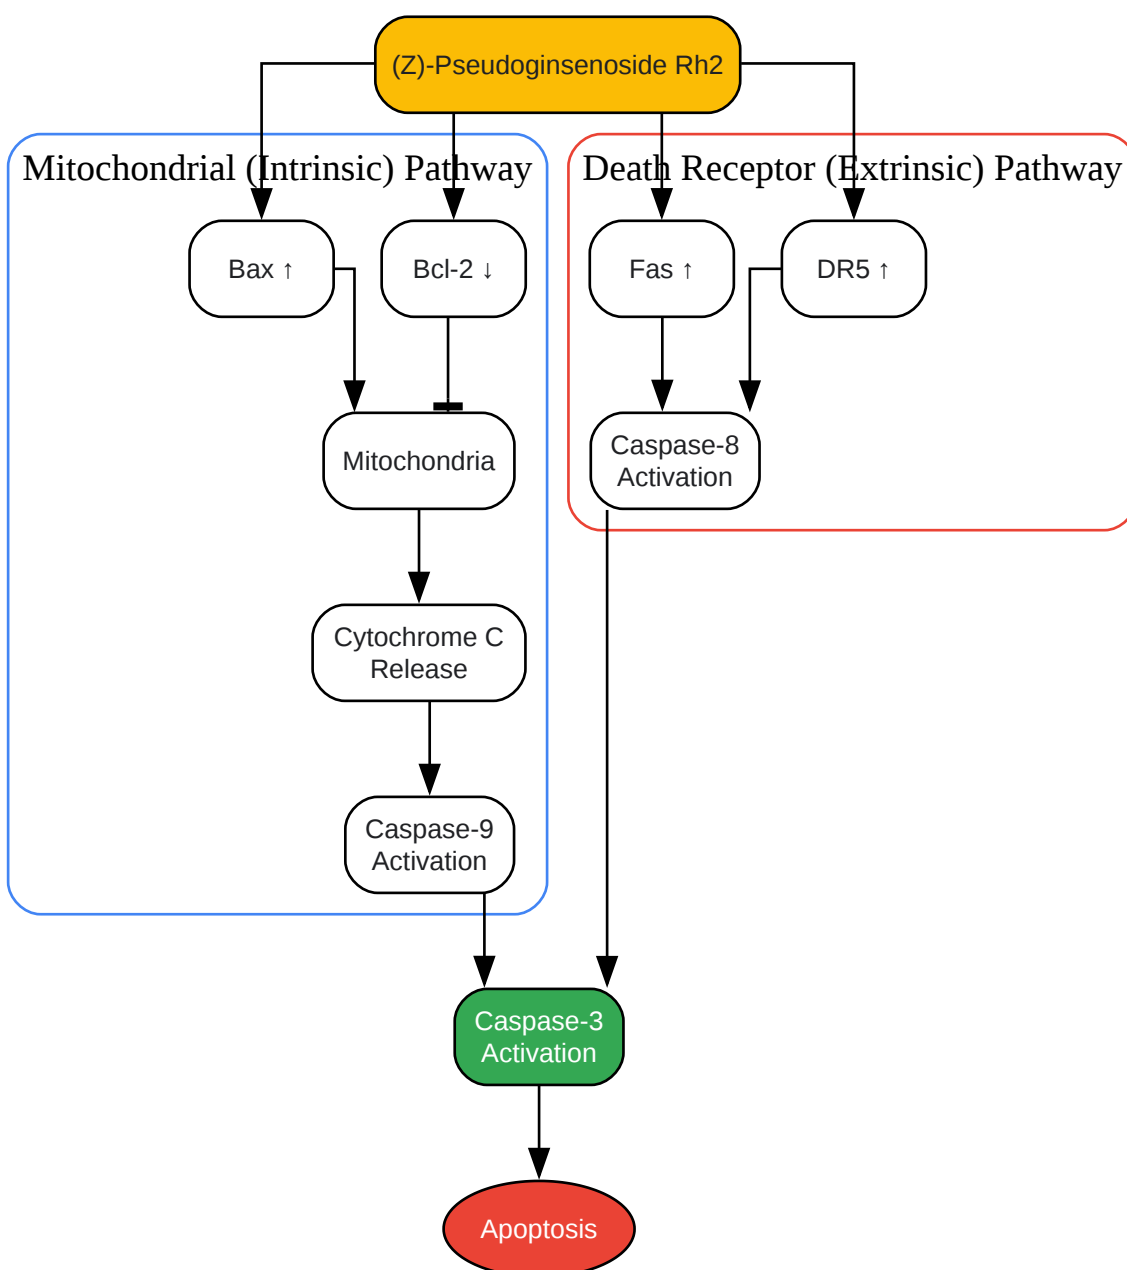 (Z)-Pseudoginsenoside Rh2
Mitochondrial (Intrinsic) Pathway
Death Receptor (Extrinsic) Pathway
Bax ↑
Bcl-2 ↓
Fas ↑
DR5 ↑
Mitochondria
Caspase-8
Activation
Cytochrome C
Release
Caspase-9
Activation
Caspase-3
Activation
Apoptosis